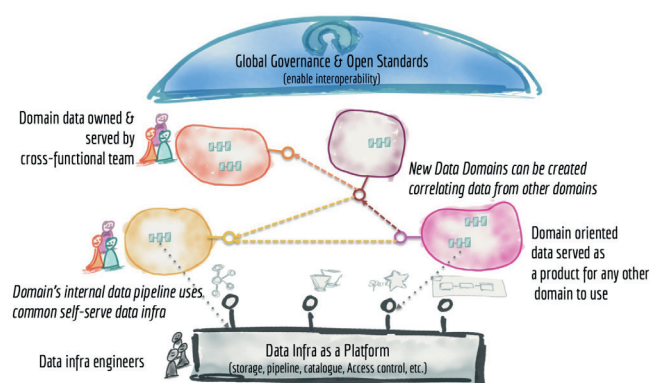 Global Governance & Open Standards
(enable interoperability)
Domain data owned &
served by
cross-functional team
New Data Domains can be created
correlating data from other domains
Domain oriented
data served as
a product for any other
domain to use
Domain's internal data pipeline uses
common self-serve data infra
Data infra engineers
Data Infra as a Platform
(storage, pipeline, catalogue, Access control, etc.)